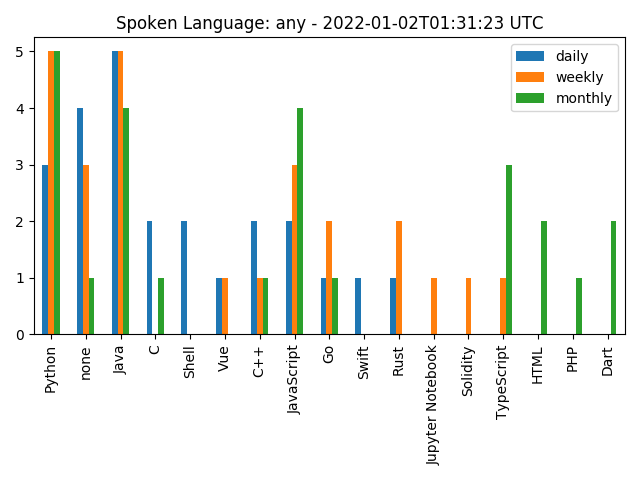 Spoken Language: any - 2022-01-02T01:31:23 UTC
daily
weekly
monthly
5
4
3
2
1
0
Python
none
Java
C
Shell
Vue
C++
JavaScript
Go
Swift
Rust
Jupyter Notebook
Solidity
TypeScript
HTML
PHP
Dart